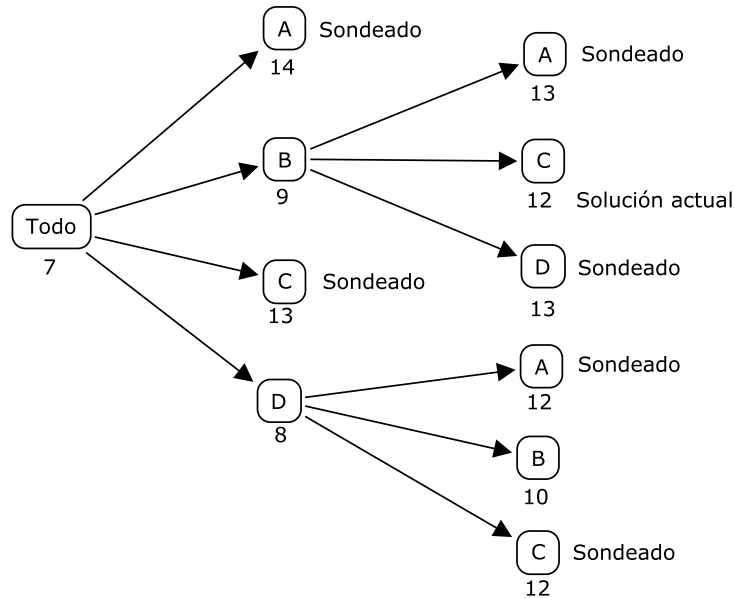 A Sondeado
14
A Sondeado
13
B
9
C
12 Solución actual
Todo
7
D Sondeado
13
C Sondeado
13
A Sondeado
12
D
8
B
10
C Sondeado
12